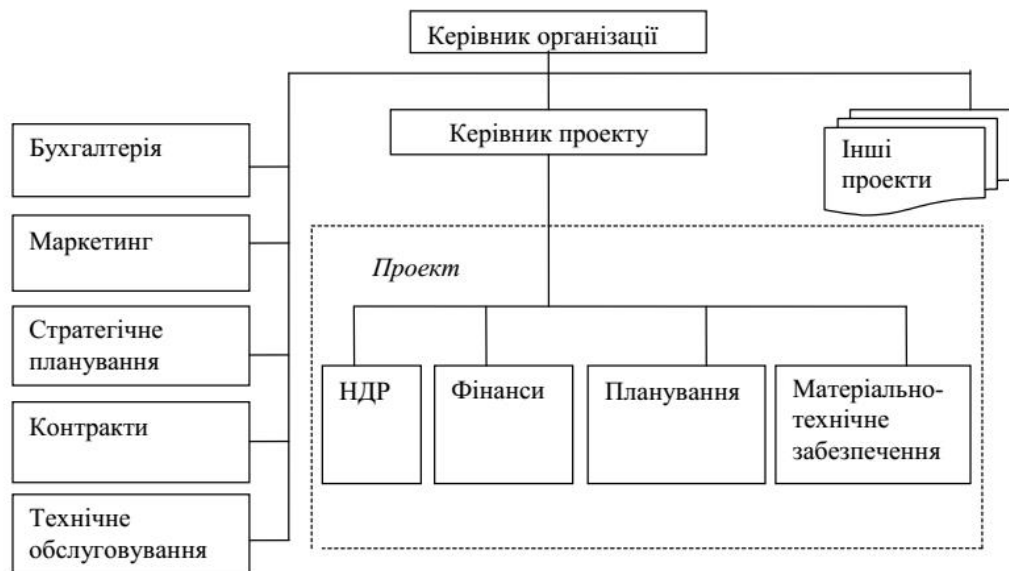 Керівник організації
Керівник проекту
Інші
проекти
Бухгалтерія
Маркетинг
Стратегічне
планування
Контракти
Технічне
обслуговування
Проект
НДР
Фінанси
Планування
Матеріально-
технічне
забезпечення